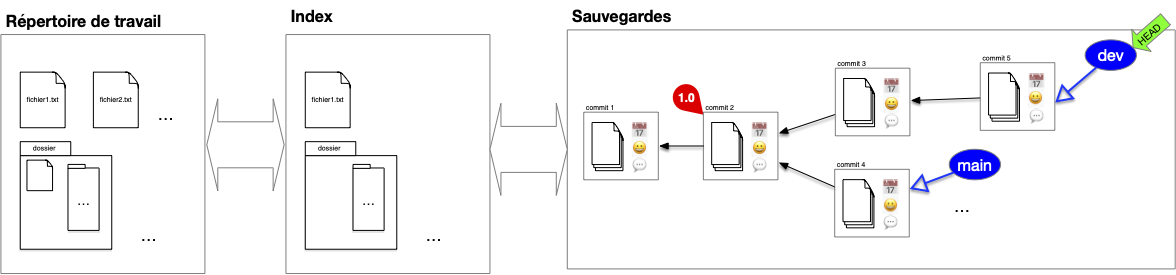 Répertoire de travail
fichier1.txt
fichier2.txt
...
dossier
...
...
Index
fichier1.txt
dossier
...
...
Sauvegardes
commit 1
17
1.0
commit 2
17
commit 3
17
commit 5
17
dev
HEAD
commit 4
17
main
...